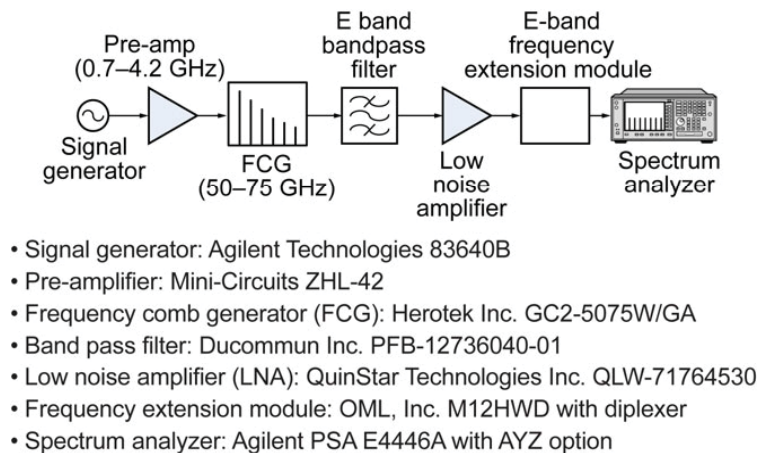 Pre-amp
(0.7–4.2 GHz)
E band
bandpass
filter
E-band
frequency
extension module
Signal
generator
FCG
(50–75 GHz)
Low
noise
amplifier
Spectrum
analyzer
• Signal generator: Agilent Technologies 83640B
• Pre-amplifier: Mini-Circuits ZHL-42
• Frequency comb generator (FCG): Herotek Inc. GC2-5075W/GA
• Band pass filter: Ducommun Inc. PFB-12736040-01
• Low noise amplifier (LNA): QuinStar Technologies Inc. QLW-71764530
• Frequency extension module: OML, Inc. M12HWD with diplexer
• Spectrum analyzer: Agilent PSA E4446A with AYZ option